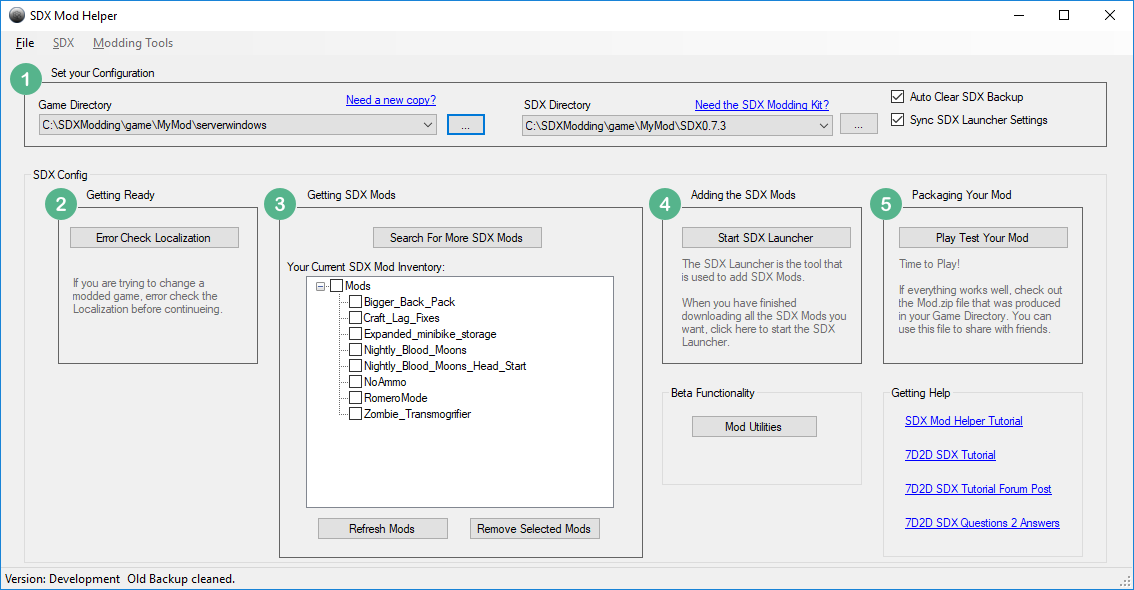 SDX Mod Helper
File SDX Modding Tools
1 Set your Configuration
Game Directory
Need a new copy?
C:\SDXModding\game\MyMod\serverwindows
...
SDX Directory
Need the SDX Modding Kit?
C:\SDXModding\game\MyMod\SDX0.7.3
...
Auto Clear SDX Backup
Sync SDX Launcher Settings
SDX Config
2 Getting Ready
Error Check Localization
If you are trying to change a
modded game, error check the
Localization before continueing.
3 Getting SDX Mods
Search For More SDX Mods
Your Current SDX Mod Inventory:
Mods
Bigger_Back_Pack
Craft_Lag_Fixes
Expanded_minibike_storage
Nightly_Blood_Moons
Nightly_Blood_Moons_Head_Start
NoAmmo
RomeroMode
Zombie_Transmogrifier
Refresh Mods
Remove Selected Mods
4 Adding the SDX Mods
Start SDX Launcher
The SDX Launcher is the tool that
is used to add SDX Mods.
When you have finished
downloading all the SDX Mods you
want, click here to start the SDX
Launcher.
Beta Functionality
Mod Utilities
5 Packaging Your Mod
Play Test Your Mod
Time to Play!
If everything works well, check out
the Mod.zip file that was produced
in your Game Directory. You can
use this file to share with friends.
Getting Help
SDX Mod Helper Tutorial
7D2D SDX Tutorial
7D2D SDX Tutorial Forum Post
7D2D SDX Questions 2 Answers
Version: Development Old Backup cleaned.